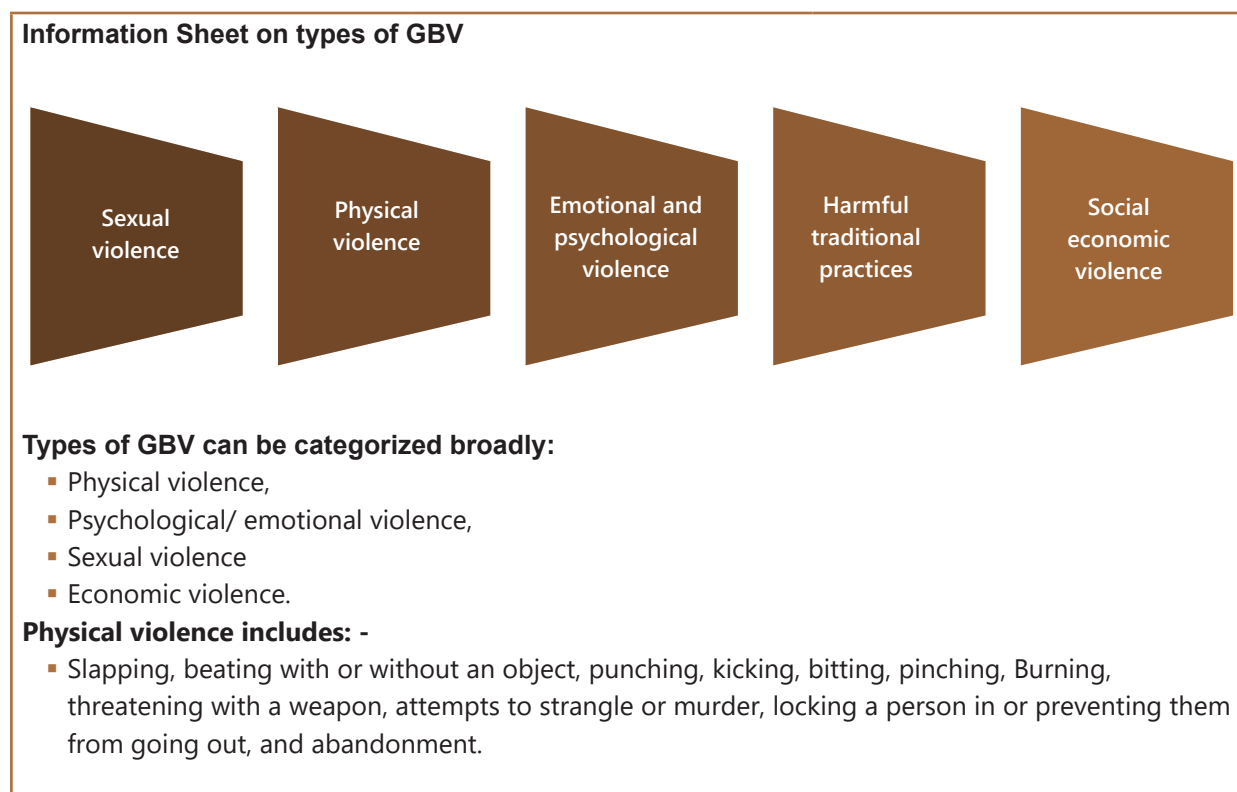 Information Sheet on types of GBV
Sexual
violence
Physical
violence
Emotional and
psychological
violence
Harmful
traditional
practices
Social
economic
violence
Types of GBV can be categorized broadly:
▪ Physical violence,
▪ Psychological/ emotional violence,
▪ Sexual violence
▪ Economic violence.
Physical violence includes: -
▪ Slapping, beating with or without an object, punching, kicking, bitting, pinching, Burning,
threatening with a weapon, attempts to strangle or murder, locking a person in or preventing them
from going out, and abandonment.